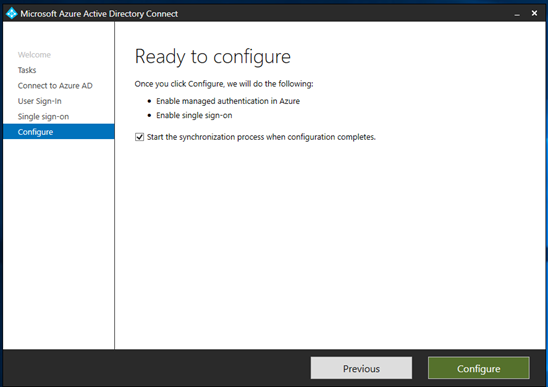 Microsoft Azure Active Directory Connect
Welcome
Tasks
Connect to Azure AD
User Sign-In
Single sign-on
Configure
Ready to configure
Once you click Configure, we will do the following:
Enable managed authentication in Azure
Enable single sign-on
Start the synchronization process when configuration completes.
Previous
Configure